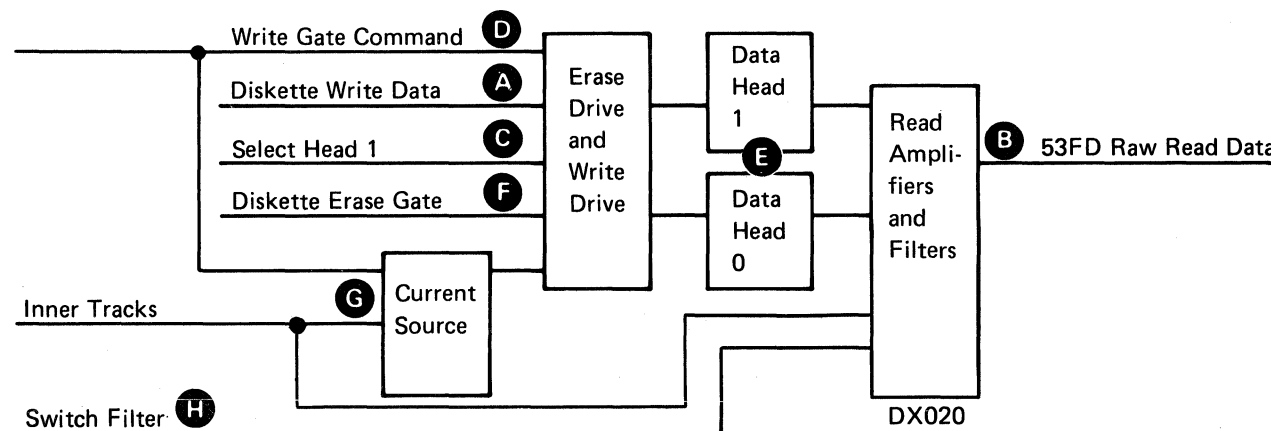 Write Gate Command D
Diskette Write Data A
Select Head 1 C
Diskette Erase Gate F
Erase
Drive
and
Write
Drive
Data
Head
1
E
Data
Head
0
Read
Ampli-
fiers
and
Filters
B 53FD Raw Read Data
Inner Tracks
G
Current
Source
Switch Filter H
DX020